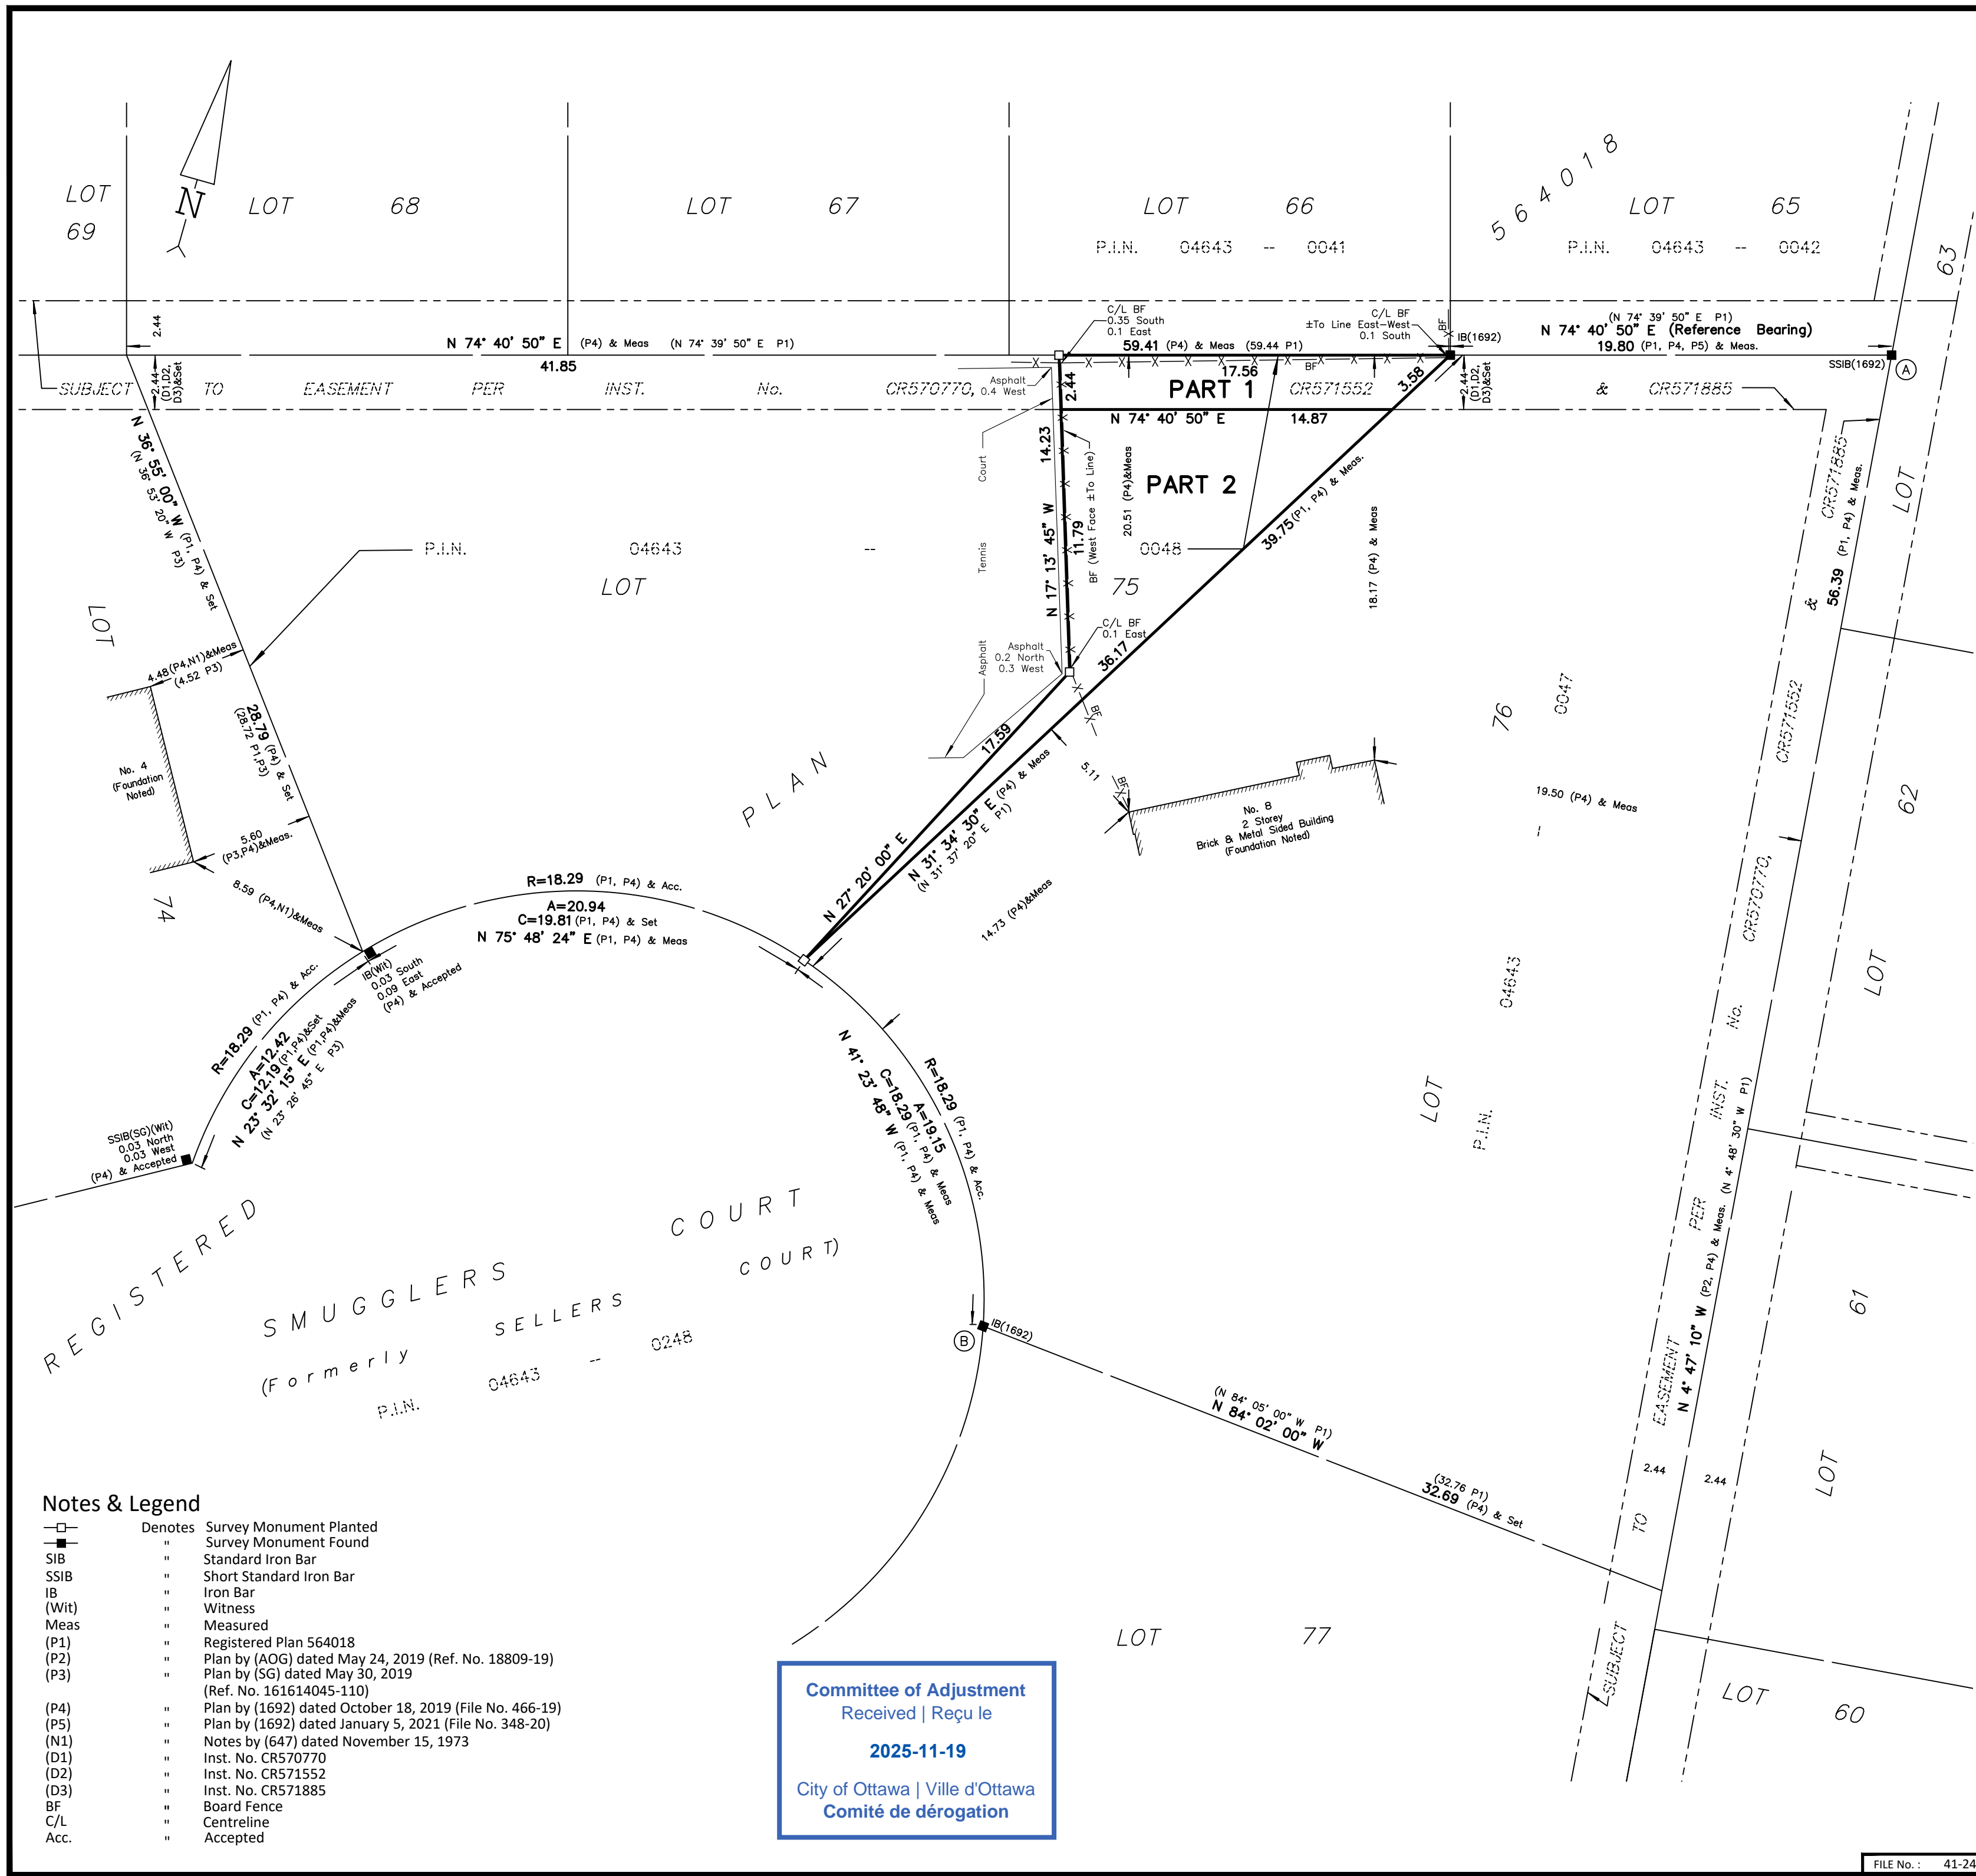 LOT
69
N
LOT 68
LOT 67
LOT 66
P.I.N. 04643 -- 0041
564018
LOT 65
P.I.N. 04643 -- 0042
63
LOT
2.44
N 74° 40' 50" E (P4) & Meas (N 74° 39' 50" E P1)
41.85
C/L BF
0.35 South
0.1 East
59.41 (P4) & Meas (59.44 P1)
C/L BF
±To Line East-West
0.1 South
BF
IB(1692)
(N 74° 39' 50" E P1)
N 74° 40' 50" E (Reference Bearing)
19.80 (P1, P4, P5) & Meas.
SSIB(1692)
A
2.44
(D1,D2,
D3)&Set
SUBJECT TO EASEMENT PER INST. No. CR570770, CR571552 & CR571885
Asphalt
0.4 West
2.44
17.56
BF
PART 1
3.58
2.44
(D1,D2,
D3)&Set
N 74° 40' 50" E 14.87
PART 2
14.23
N 17° 13' 45" W
11.79
BF (West Face ±To Line)
20.51 (P4)&Meas
39.75 (P1, P4) & Meas.
18.17 (P4) & Meas
Court
Tennis
Asphalt
N 36° 55' 00" W (P1, P4) & Set
(N 36° 53' 20" W P3)
P.I.N. 04643 -- 0048
LOT 75
C/L BF
0.1 East
Asphalt
0.2 North
0.3 West
36.17
BF
17.59
LOT
74
4.48(P4,N1)&Meas
(4.52 P3)
28.79 (P4) & Set
(28.72 P1,P3)
No. 4
(Foundation
Noted)
5.60
(P3,P4)&Meas.
8.59 (P4,N1)&Meas
PLAN
N 27° 20' 00" E
N 31° 34' 30" E (P4) & Meas
(N 31° 37' 20" E P1)
5.11
BF
No. 8
2 Storey
Brick & Metal Sided Building
(Foundation Noted)
14.73 (P4)&Meas
19.50 (P4) & Meas
76
LOT
P.I.N. 04643 - 0047
R=18.29 (P1, P4) & Acc.
A=20.94
C=19.81 (P1, P4) & Set
N 75° 48' 24" E (P1, P4) & Meas
IB(Wit)
0.03 South
0.09 East
(P4) & Accepted
R=18.29 (P1, P4) & Acc.
A=12.42
C=12.19 (P1,P4)&Set
N 23° 32' 15" E (P1,P4)&Meas
(N 23° 26' 45" E P3)
SSIB(SG)(Wit)
0.03 North
0.03 West
(P4) & Accepted
R=18.29 (P1, P4) & Acc.
A=19.15
C=18.29 (P1, P4) & Meas
N 41° 23' 48" W (P1, P4) & Meas
REGISTERED
SMUGGLERS COURT
(Formerly SELLERS COURT)
P.I.N. 04643 -- 0248
B
IB(1692)
(N 84° 05' 00" W P1)
N 84° 02' 00" W
(32.76 P1)
32.69 (P4) & Set
56.39 (P1, P4) & Meas.
N 4° 47' 10" W (P2, P4) & Meas. (N 4° 48' 30" W P1)
SUBJECT TO EASEMENT PER INST. No. CR570770, CR571552 & CR571885
2.44
2.44
LOT 62
LOT 61
LOT 60
LOT 77
Notes & Legend
Denotes Survey Monument Planted
" Survey Monument Found
SIB " Standard Iron Bar
SSIB " Short Standard Iron Bar
IB " Iron Bar
(Wit) " Witness
Meas " Measured
(P1) " Registered Plan 564018
(P2) " Plan by (AOG) dated May 24, 2019 (Ref. No. 18809-19)
(P3) " Plan by (SG) dated May 30, 2019
(Ref. No. 161614045-110)
(P4) " Plan by (1692) dated October 18, 2019 (File No. 466-19)
(P5) " Plan by (1692) dated January 5, 2021 (File No. 348-20)
(N1) " Notes by (647) dated November 15, 1973
(D1) " Inst. No. CR570770
(D2) " Inst. No. CR571552
(D3) " Inst. No. CR571885
BF " Board Fence
C/L " Centreline
Acc. " Accepted
Committee of Adjustment
Received | Reçu le
2025-11-19
City of Ottawa | Ville d'Ottawa
Comité de dérogation
FILE No. : 41-24